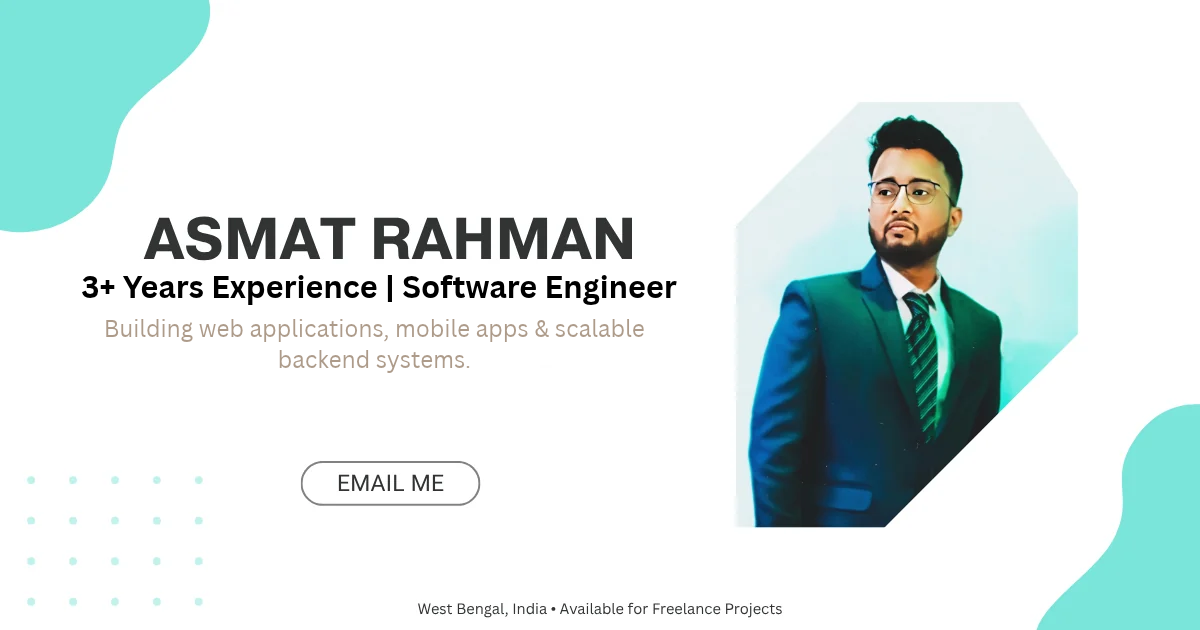 ASMAT RAHMAN
3+ Years Experience | Software Engineer
Building web applications, mobile apps & scalable
backend systems.
EMAIL ME
West Bengal, India • Available for Freelance Projects